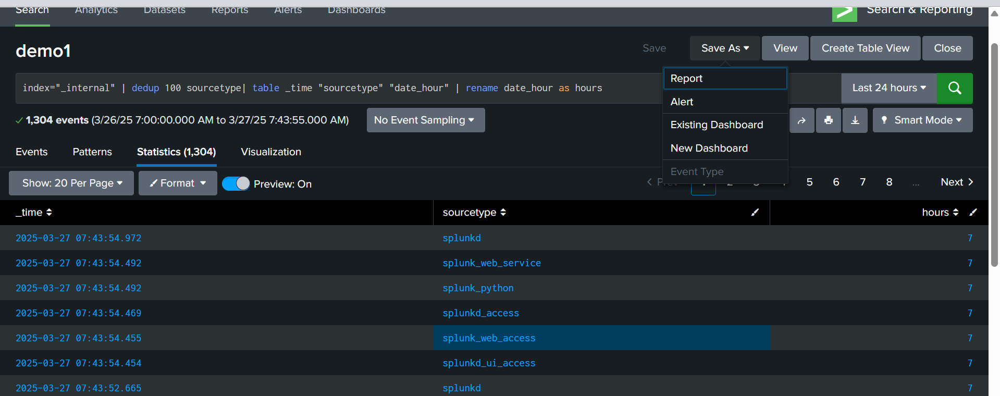 Search Analytics Datasets Reports Alerts Dashboards Search & Reporting
demo1
Save Save As View Create Table View Close
index="_internal" | dedup 100 sourcetype| table _time "sourcetype" "date_hour" | rename date_hour as hours
Last 24 hours
Report
Alert
Existing Dashboard
New Dashboard
Event Type
1,304 events (3/26/25 7:00:00.000 AM to 3/27/25 7:43:55.000 AM)
No Event Sampling
Smart Mode
Events Patterns Statistics (1,304) Visualization
Show: 20 Per Page Format Preview: On
5 6 7 8 ... Next
_time sourcetype hours
2025-03-27 07:43:54.972 splunkd 7
2025-03-27 07:43:54.492 splunk_web_service 7
2025-03-27 07:43:54.492 splunk_python 7
2025-03-27 07:43:54.469 splunkd_access 7
2025-03-27 07:43:54.455 splunk_web_access 7
2025-03-27 07:43:54.454 splunkd_ui_access 7
2025-03-27 07:43:52.665 splunkd 7